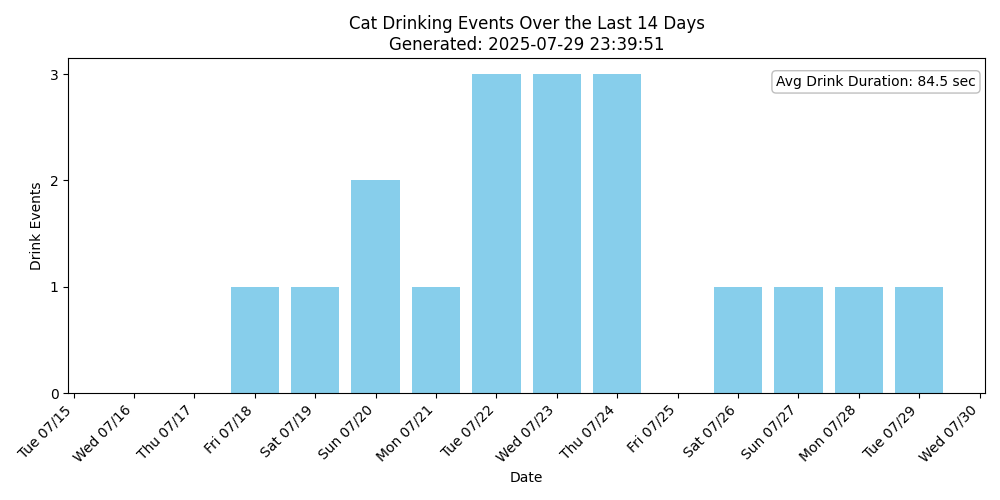 Cat Drinking Events Over the Last 14 Days
Generated: 2025-07-29 23:39:51
Avg Drink Duration: 84.5 sec
Drink Events
3
2
1
0
Tue 07/15
Wed 07/16
Thu 07/17
Fri 07/18
Sat 07/19
Sun 07/20
Mon 07/21
Tue 07/22
Wed 07/23
Thu 07/24
Fri 07/25
Sat 07/26
Sun 07/27
Mon 07/28
Tue 07/29
Wed 07/30
Date